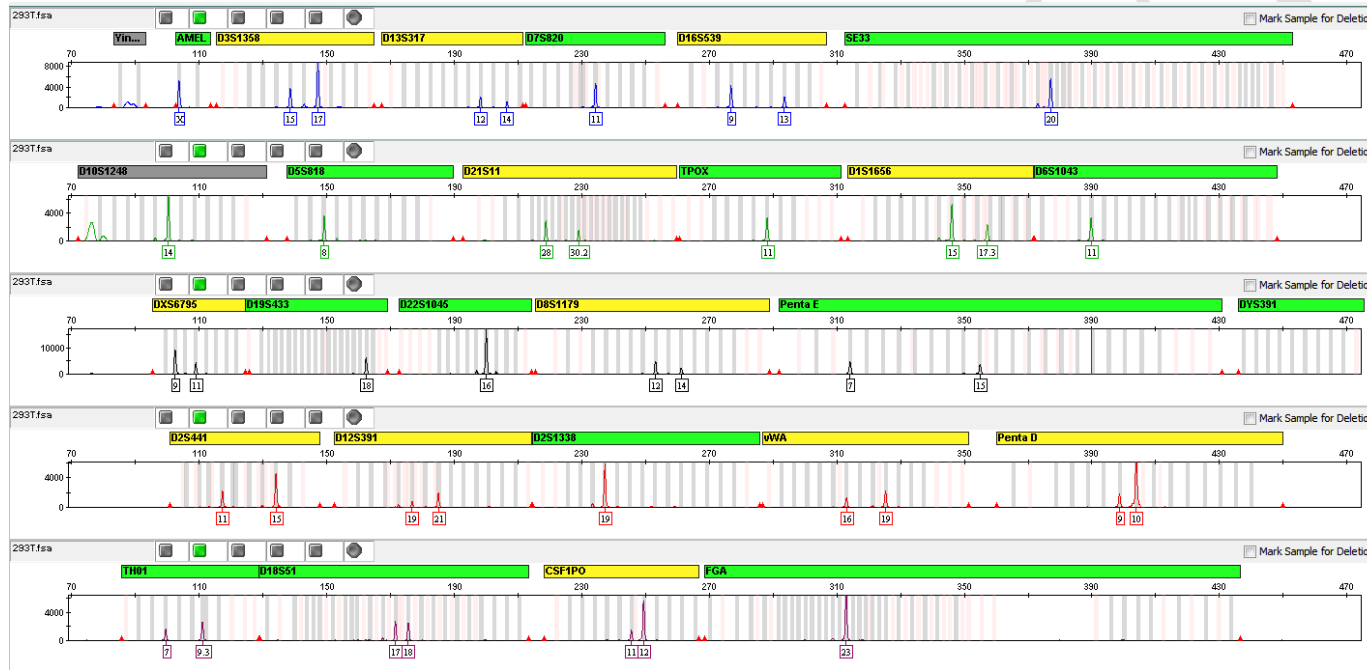 293T.fsa Mark Sample for Deletio
Yin... AMEL D3S1358 D13S317 D7S820 D16S539 SE33
70 110 150 190 230 270 310 350 390 430 470
8000
4000
0
X 15 17 12 14 11 9 13 20
293T.fsa Mark Sample for Deletio
D10S1248 D5S818 D21S11 TPOX D1S1656 D6S1043
70 110 150 190 230 270 310 350 390 430 470
4000
0
14 8 28 30.2 11 15 17.3 11
293T.fsa Mark Sample for Deletio
DXS6795 D19S433 D22S1045 D8S1179 Penta E DYS391
70 110 150 190 230 270 310 350 390 430 470
10000
0
9 11 18 16 12 14 7 15
293T.fsa Mark Sample for Deletio
D2S441 D12S391 D2S1338 vWA Penta D
70 110 150 190 230 270 310 350 390 430 470
4000
0
11 15 19 21 19 16 19 9 10
293T.fsa Mark Sample for Deletio
TH01 D18S51 CSF1PO FGA
70 110 150 190 230 270 310 350 390 430 470
4000
0
7 9.3 17 18 11 12 23